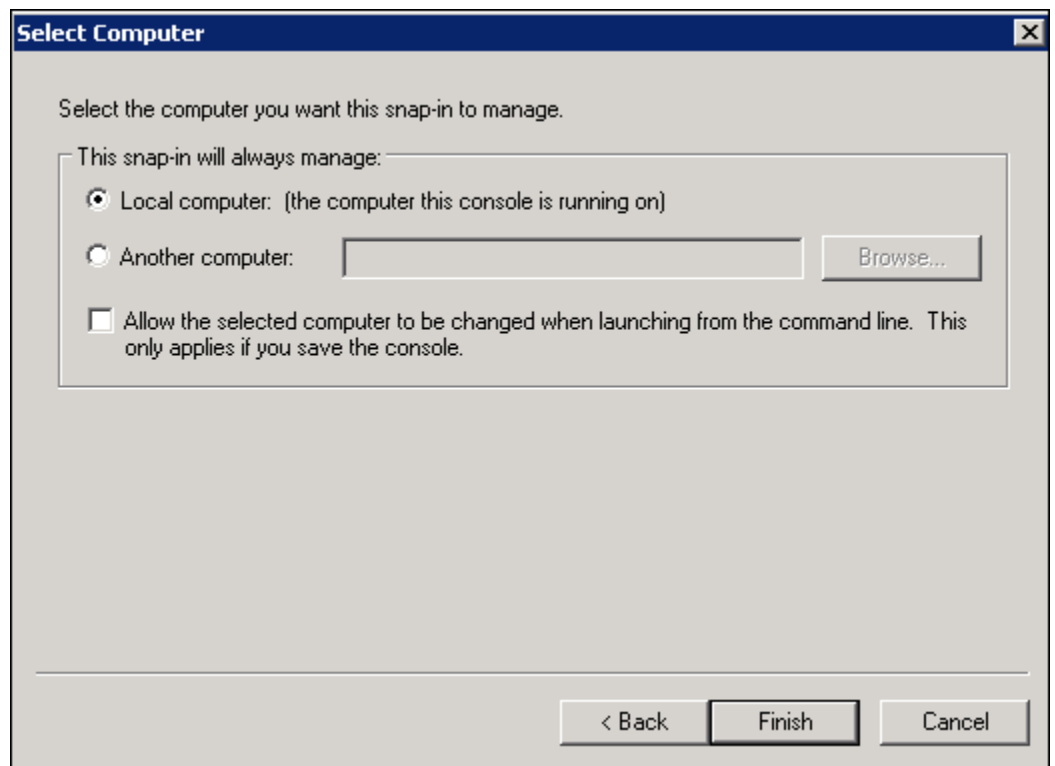 Select Computer
Select the computer you want this snap-in to manage.
This snap-in will always manage:
Local computer:  (the computer this console is running on)
Another computer:
Browse...
Allow the selected computer to be changed when launching from the command line.  This
only applies if you save the console.
< Back
Finish
Cancel